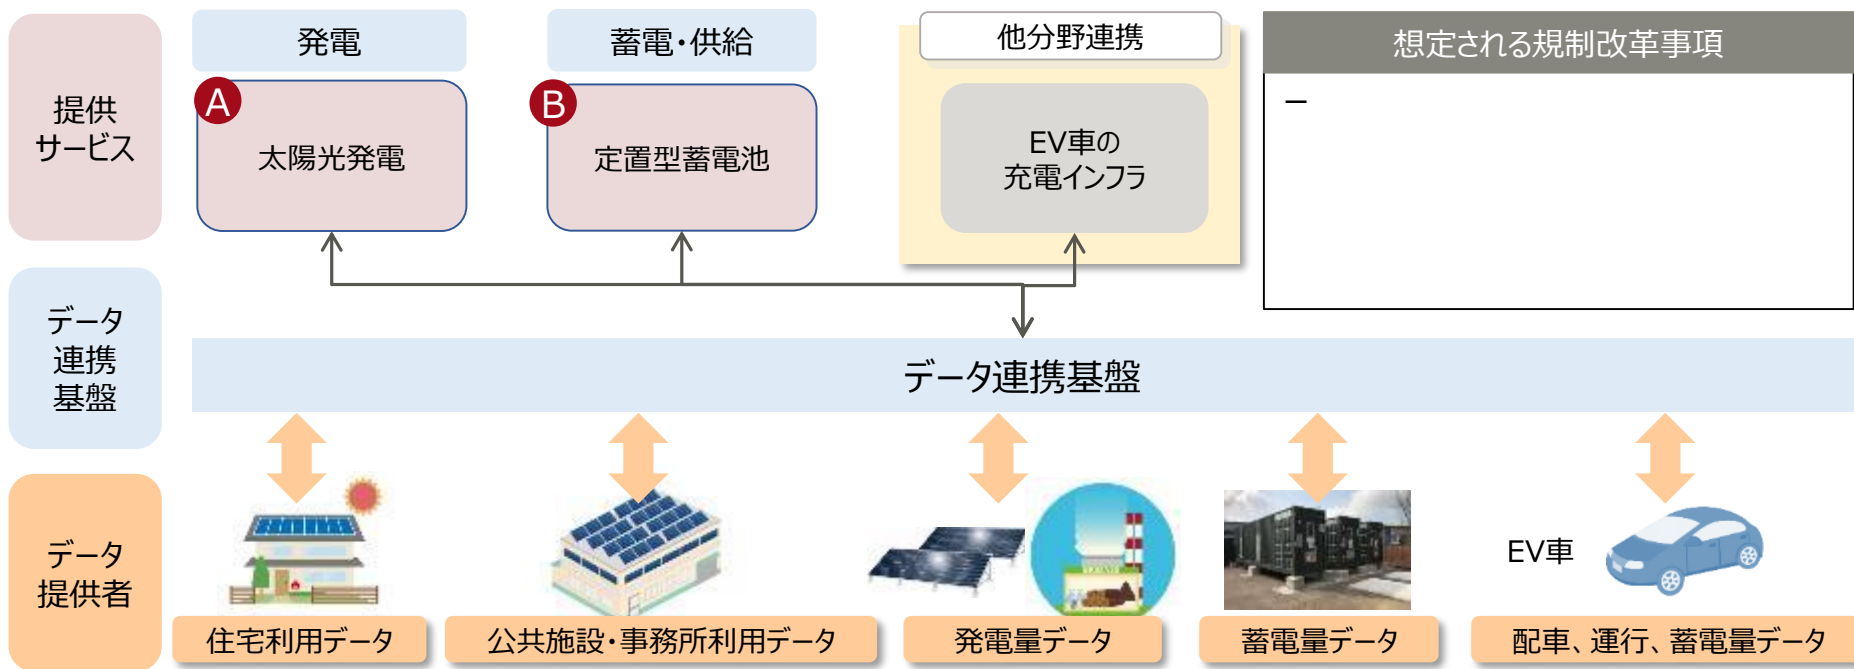 発電
蓄電・供給
他分野連携
想定される規制改革事項
提供
サービス
A
太陽光発電
B
定置型蓄電池
EV車の
充電インフラ
－
データ
連携
基盤
データ連携基盤
データ
提供者
EV車
住宅利用データ
公共施設・事務所利用データ
発電量データ
蓄電量データ
配車、運行、蓄電量データ